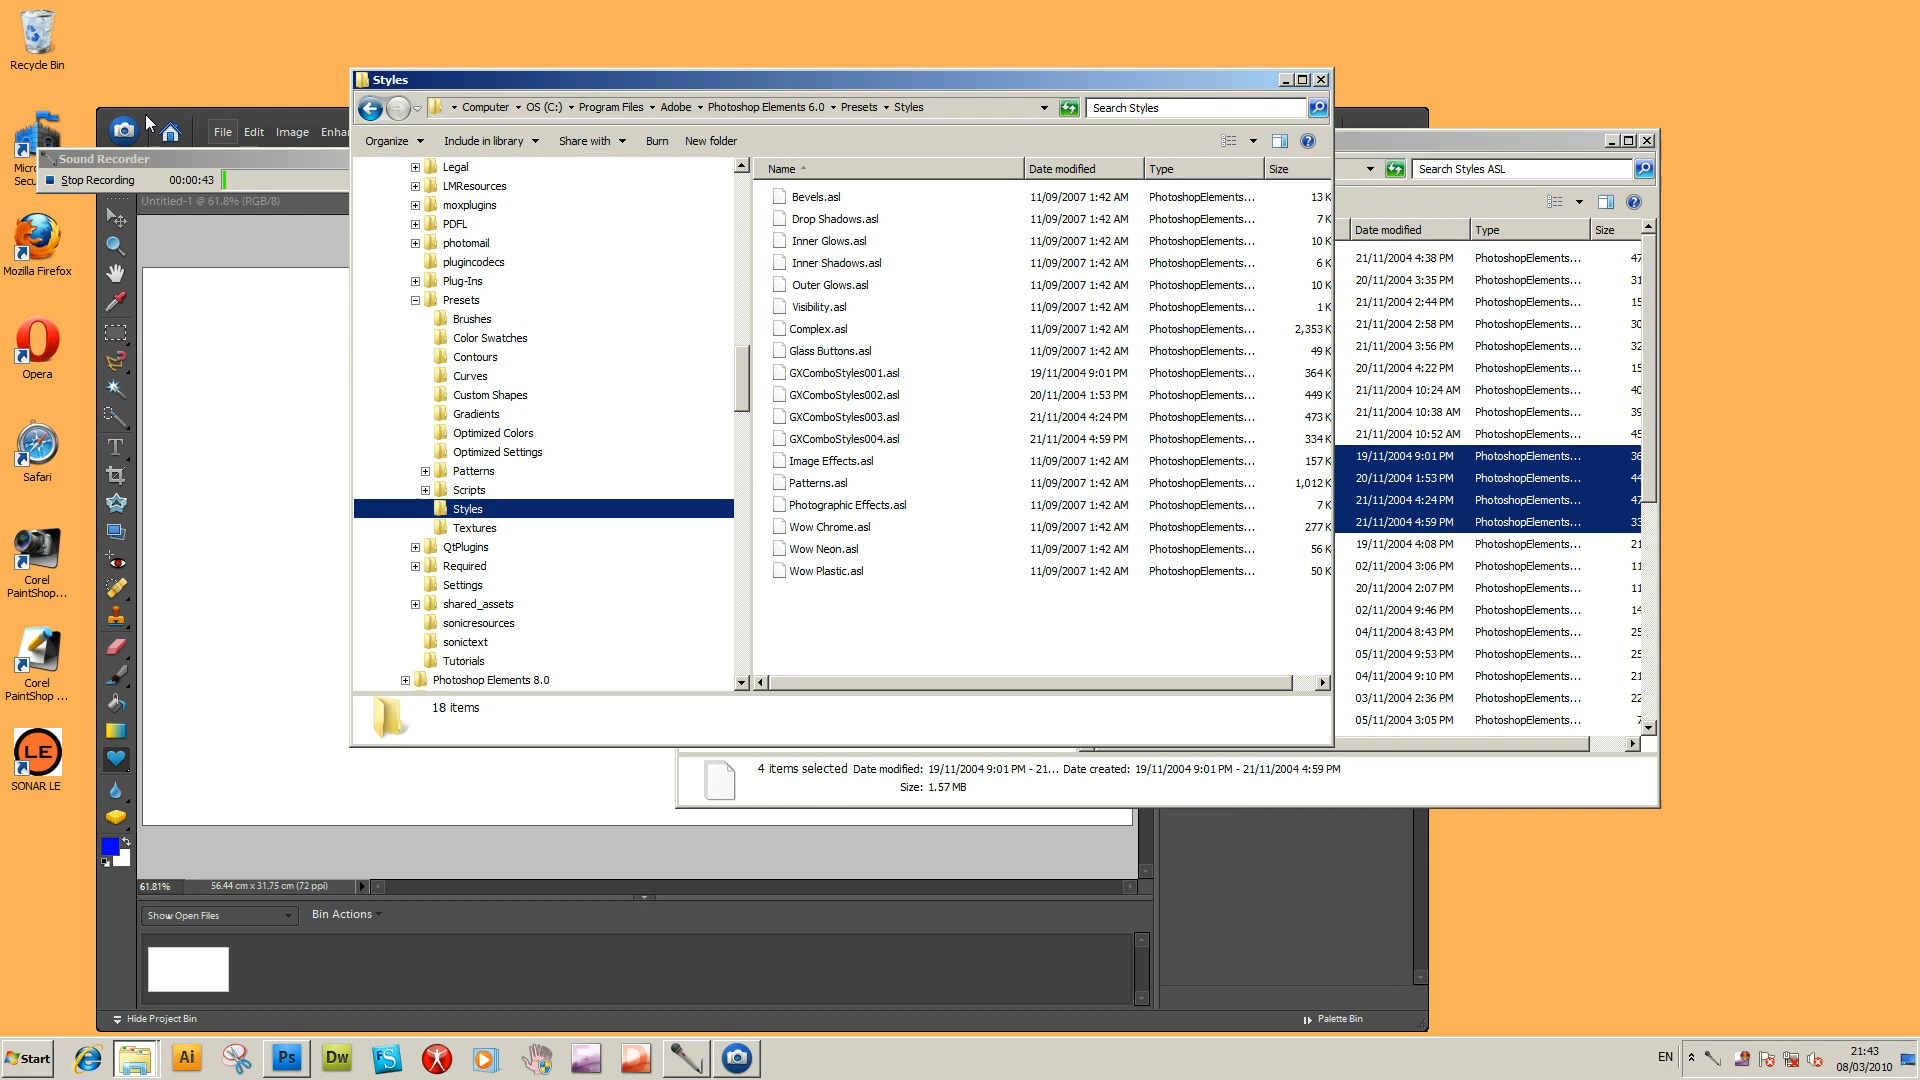 Recycle Bin
Mozilla Firefox
Opera
Safari
Corel
PaintShop...
Corel
PaintShop ...
LE
SONAR LE
File Edit Image
Sound Recorder
Stop Recording 00:00:43
Untitled-1 @ 61.8% (RGB/8)
Styles
Computer OS (C:) Program Files Adobe Photoshop Elements 6.0 Presets Styles
Search Styles
Organize Include in library Share with Burn New folder
Legal
LMResources
moxplugins
PDFL
photomail
plugincodecs
Plug-Ins
Presets
Brushes
Color Swatches
Contours
Curves
Custom Shapes
Gradients
Optimized Colors
Optimized Settings
Patterns
Scripts
Styles
Textures
QtPlugins
Required
Settings
shared_assets
sonicresources
sonictext
Tutorials
Photoshop Elements 8.0
Name Date modified Type Size
Bevels.asl 11/09/2007 1:42 AM PhotoshopElements... 13 K
Drop Shadows.asl 11/09/2007 1:42 AM PhotoshopElements... 7 K
Inner Glows.asl 11/09/2007 1:42 AM PhotoshopElements... 10 K
Inner Shadows.asl 11/09/2007 1:42 AM PhotoshopElements... 6 K
Outer Glows.asl 11/09/2007 1:42 AM PhotoshopElements... 10 K
Visibility.asl 11/09/2007 1:42 AM PhotoshopElements... 1 K
Complex.asl 11/09/2007 1:42 AM PhotoshopElements... 2,353 K
Glass Buttons.asl 11/09/2007 1:42 AM PhotoshopElements... 49 K
GXComboStyles001.asl 19/11/2004 9:01 PM PhotoshopElements... 364 K
GXComboStyles002.asl 20/11/2004 1:53 PM PhotoshopElements... 449 K
GXComboStyles003.asl 21/11/2004 4:24 PM PhotoshopElements... 473 K
GXComboStyles004.asl 21/11/2004 4:59 PM PhotoshopElements... 334 K
Image Effects.asl 11/09/2007 1:42 AM PhotoshopElements... 157 K
Patterns.asl 11/09/2007 1:42 AM PhotoshopElements... 1,012 K
Photographic Effects.asl 11/09/2007 1:42 AM PhotoshopElements... 7 K
Wow Chrome.asl 11/09/2007 1:42 AM PhotoshopElements... 277 K
Wow Neon.asl 11/09/2007 1:42 AM PhotoshopElements... 56 K
Wow Plastic.asl 11/09/2007 1:42 AM PhotoshopElements... 50 K
18 items
Search Styles ASL
Date modified Type Size
21/11/2004 4:38 PM PhotoshopElements...
20/11/2004 3:35 PM PhotoshopElements...
21/11/2004 2:44 PM PhotoshopElements...
21/11/2004 2:58 PM PhotoshopElements...
21/11/2004 3:56 PM PhotoshopElements...
20/11/2004 4:22 PM PhotoshopElements...
21/11/2004 10:24 AM PhotoshopElements...
21/11/2004 10:38 AM PhotoshopElements...
21/11/2004 10:52 AM PhotoshopElements...
19/11/2004 9:01 PM PhotoshopElements...
20/11/2004 1:53 PM PhotoshopElements...
21/11/2004 4:24 PM PhotoshopElements...
21/11/2004 4:59 PM PhotoshopElements...
19/11/2004 4:08 PM PhotoshopElements...
02/11/2004 3:06 PM PhotoshopElements...
20/11/2004 2:07 PM PhotoshopElements...
02/11/2004 9:46 PM PhotoshopElements...
04/11/2004 8:43 PM PhotoshopElements...
05/11/2004 9:53 PM PhotoshopElements...
04/11/2004 9:10 PM PhotoshopElements...
03/11/2004 2:36 PM PhotoshopElements...
05/11/2004 3:05 PM PhotoshopElements...
4 items selected Date modified: 19/11/2004 9:01 PM - 21... Date created: 19/11/2004 9:01 PM - 21/11/2004 4:59 PM
Size: 1.57 MB
61.81% 56.44 cm x 31.75 cm (72 ppi)
Show Open Files Bin Actions
Hide Project Bin
Palette Bin
Start Ai Ps Dw FS
EN 21:43
08/03/2010